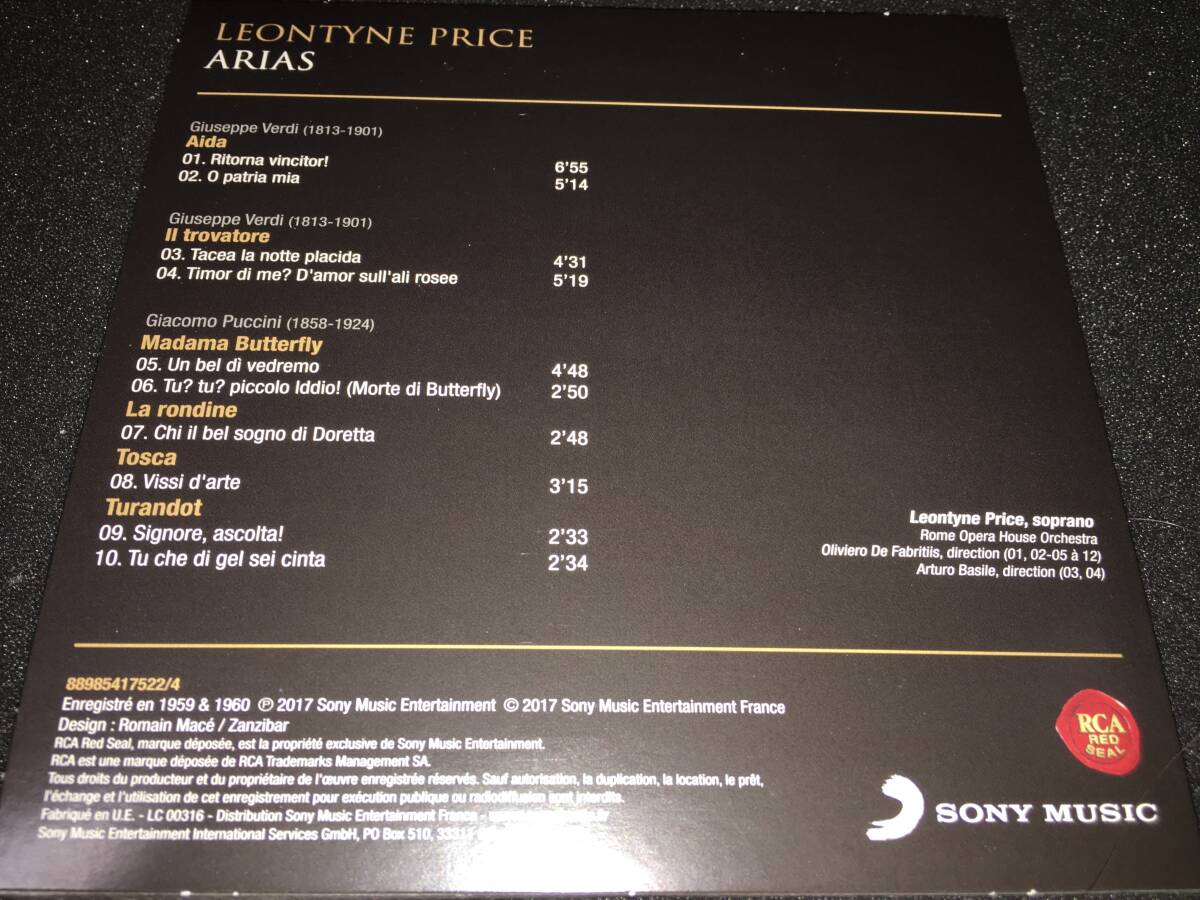 LEONTYNE PRICE
ARIAS
Giuseppe Verdi (1813-1901)
Aida
01. Ritorna vincitor! 6'55
02. O patria mia 5'14
Giuseppe Verdi (1813-1901)
Il trovatore
03. Tacea la notte placida 4'31
04. Timor di me? D'amor sull'ali rosee 5'19
Giacomo Puccini (1858-1924)
Madama Butterfly
05. Un bel dì vedremo 4'48
06. Tu? tu? piccolo Iddio! (Morte di Butterfly) 2'50
La rondine
07. Chi il bel sogno di Doretta 2'48
Tosca
08. Vissi d'arte 3'15
Turandot
09. Signore, ascolta! 2'33
10. Tu che di gel sei cinta 2'34
Leontyne Price, soprano
Rome Opera House Orchestra
Oliviero De Fabritiis, direction (01, 02-05 à 12)
Arturo Basile, direction (03, 04)
88985417522/4
Enregistré en 1959 & 1960 ℗ 2017 Sony Music Entertainment © 2017 Sony Music Entertainment France
Design : Romain Macé / Zanzibar
RCA Red Seal, marque déposée, est la propriété exclusive de Sony Music Entertainment.
RCA est une marque déposée de RCA Trademarks Management SA.
Tous droits du producteur et du propriétaire de l'œuvre enregistrée réservés. Sauf autorisation, la duplication, la location, le prêt,
l'échange et l'utilisation de cet enregistrement pour exécution publique ou radiodiffusion sont interdits.
Fabriqué en U.E. - LC 00316 - Distribution Sony Music Entertainment France -
Sony Music Entertainment International Services GmbH, PO Box 510,
RCA
RED
SEAL
SONY MUSIC